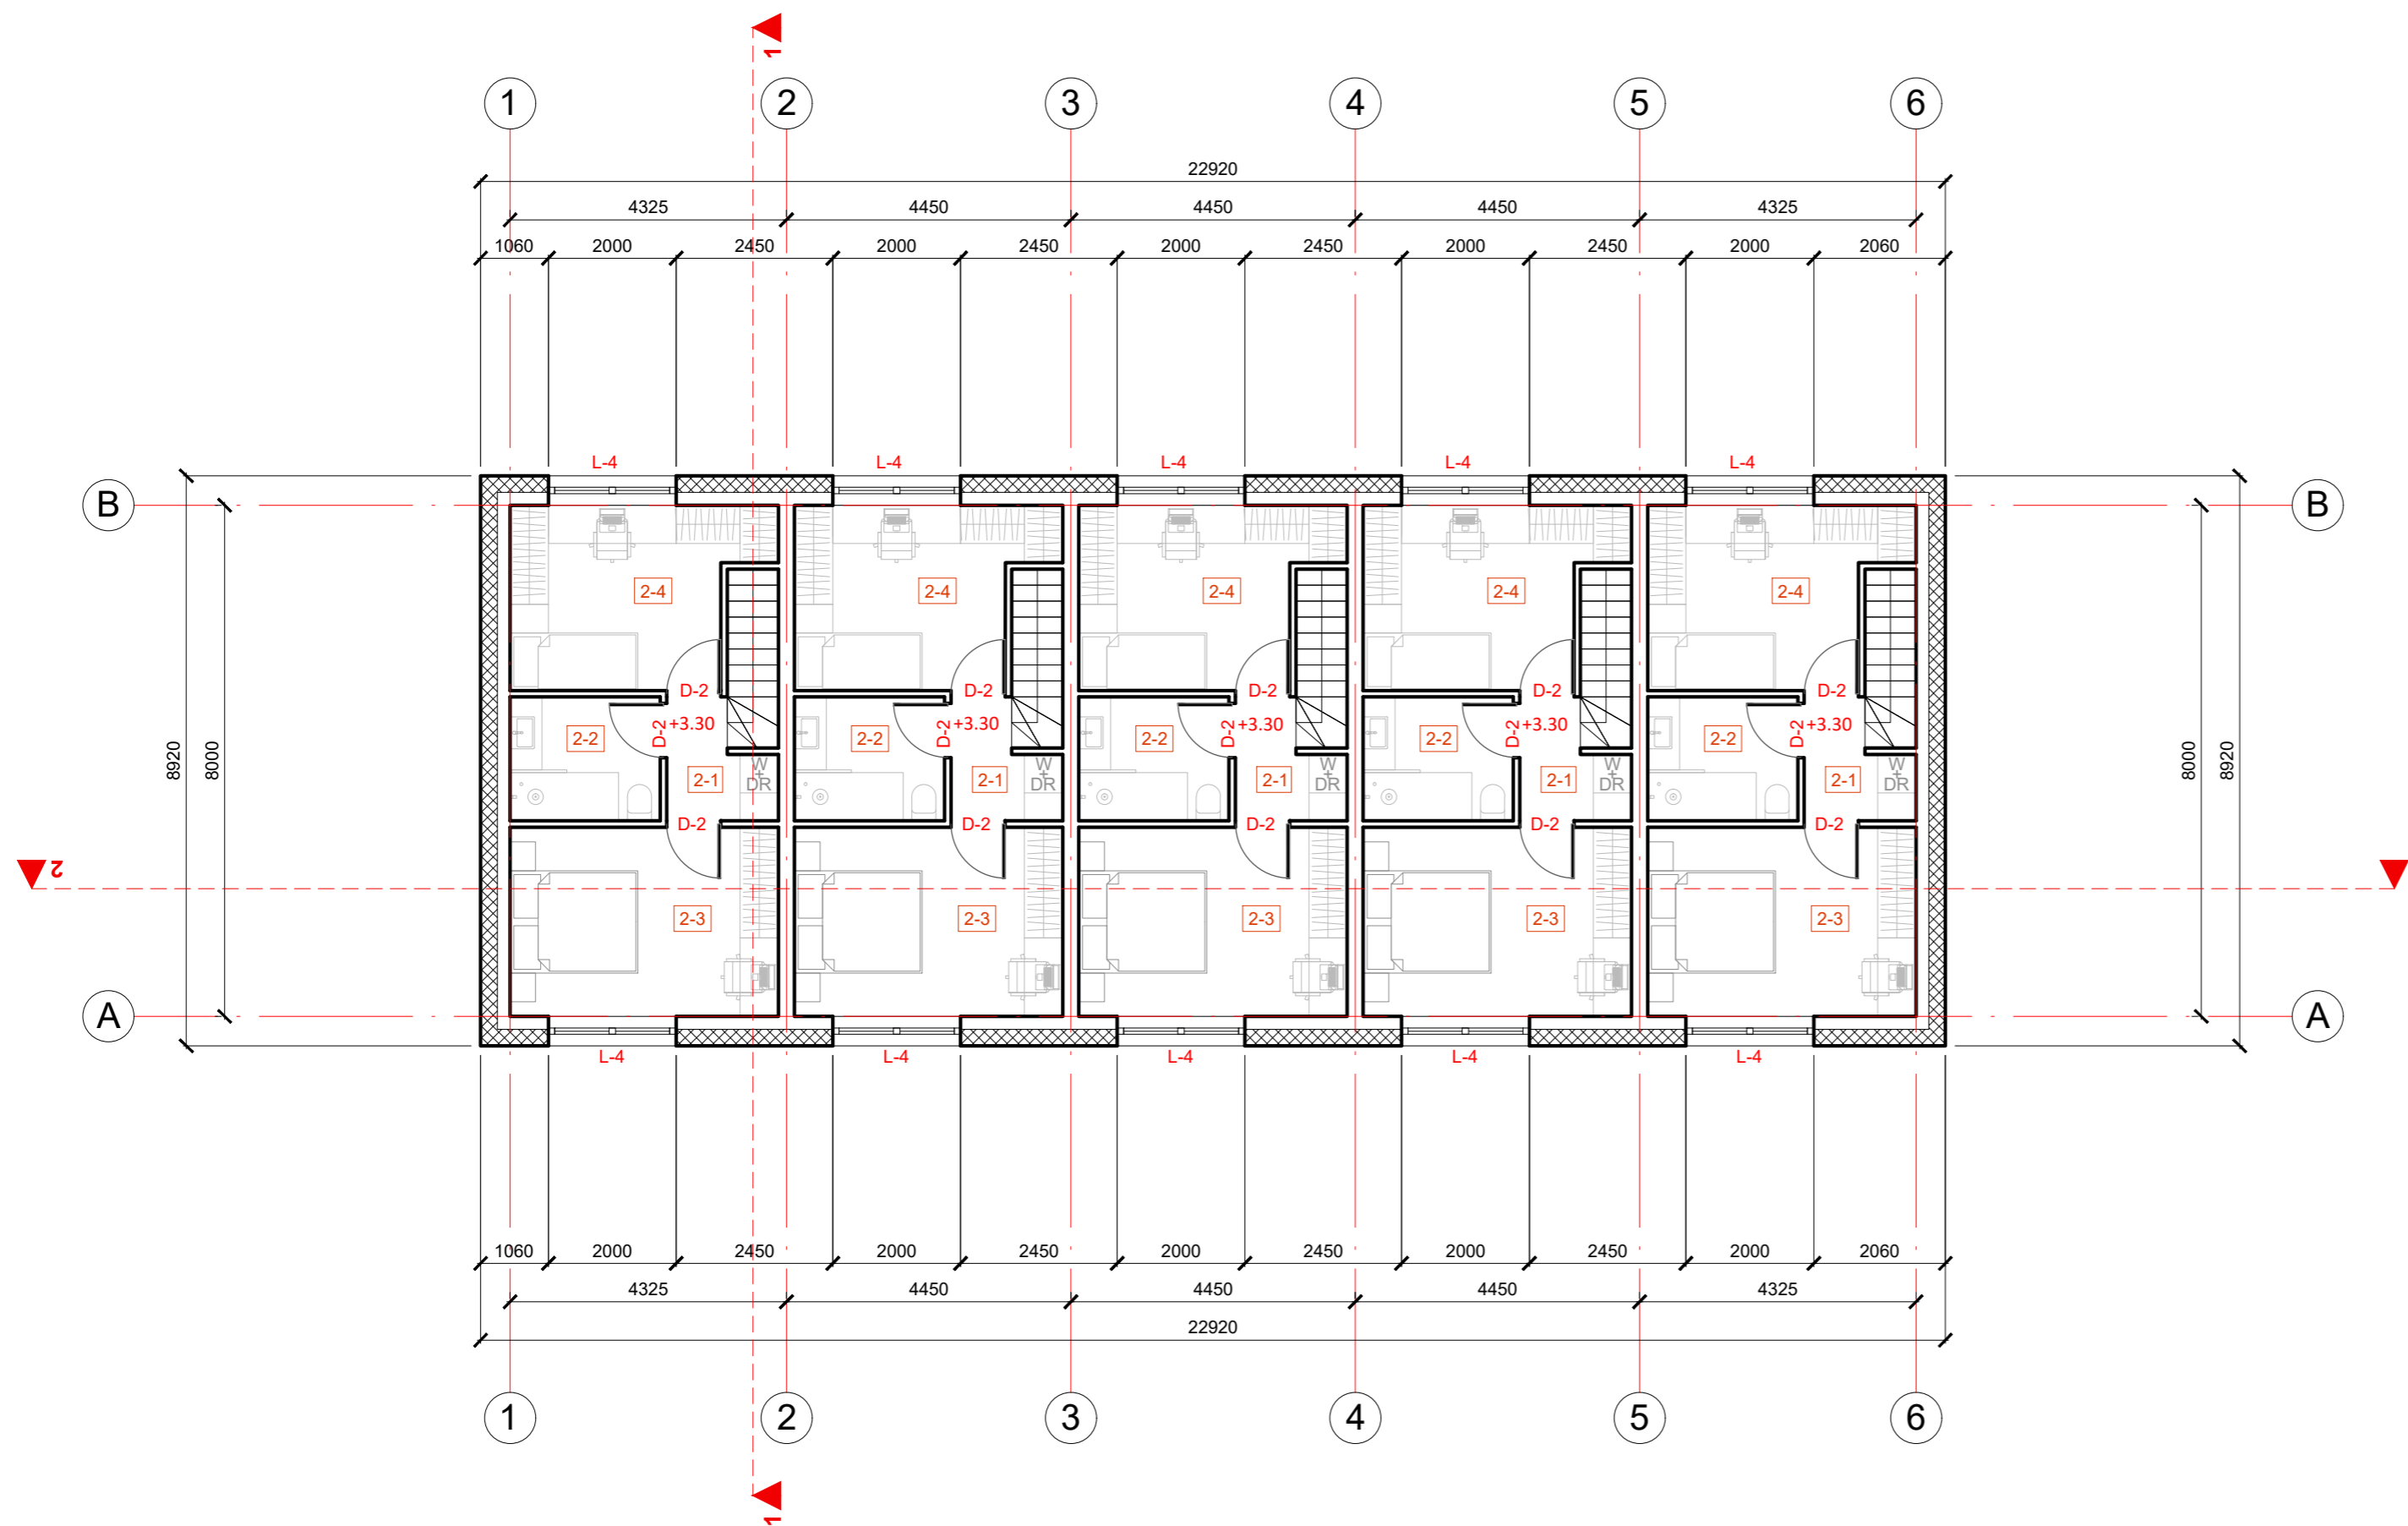 1
1 2 3 4 5 6
22920
4325 4450 4450 4450 4325
1060 2000 2450 2000 2450 2000 2450 2000 2450 2000 2060
L-4 L-4 L-4 L-4 L-4
B B
2-4 2-4 2-4 2-4 2-4
D-2 D-2 D-2 D-2 D-2
D-2 +3.30 D-2 +3.30 D-2 +3.30 D-2 +3.30 D-2 +3.30
2-2 2-2 2-2 2-2 2-2
8920 8000 8000 8920
2-1 2-1 2-1 2-1 2-1
W W W W W
+ + + + +
DR DR DR DR DR
D-2 D-2 D-2 D-2 D-2
2
2-3 2-3 2-3 2-3 2-3
A A
L-4 L-4 L-4 L-4 L-4
1060 2000 2450 2000 2450 2000 2450 2000 2450 2000 2060
4325 4450 4450 4450 4325
22920
1 2 3 4 5 6
1